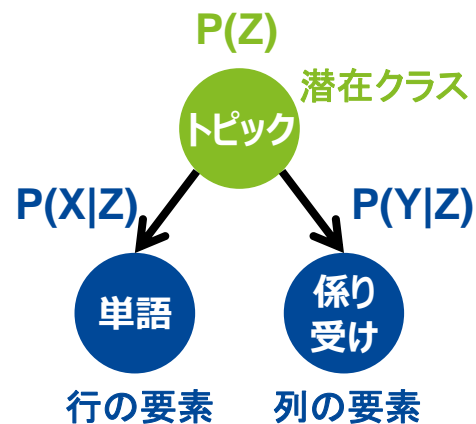 P(Z)
潜在クラス
トピック
P(X|Z)
P(Y|Z)
単語
係り
受け
行の要素
列の要素